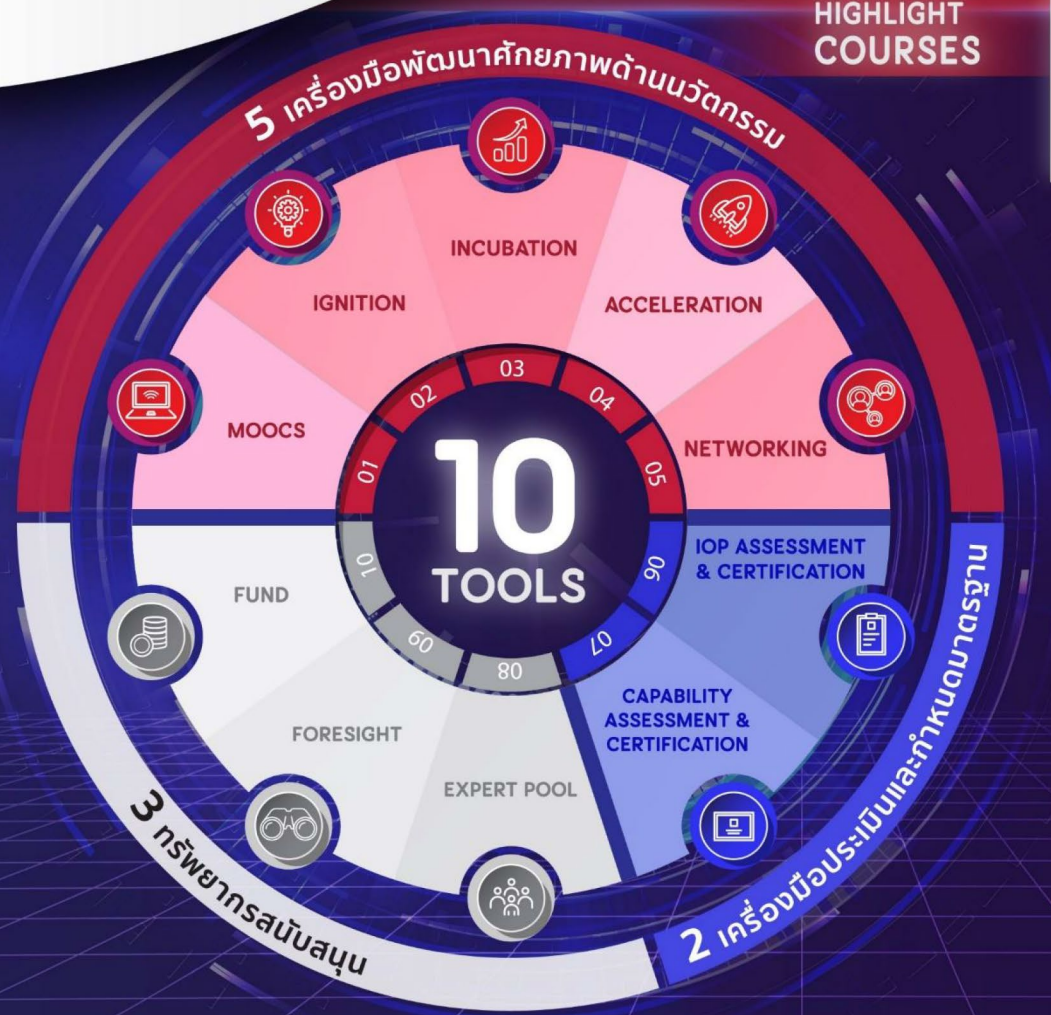 HIGHLIGHT
COURSES
5 เครื่องมือพัฒนาศักยภาพด้านนวัตกรรม
10
TOOLS
01
MOOCS
02
IGNITION
03
INCUBATION
04
ACCELERATION
05
NETWORKING
2 เครื่องมือประเมินและกำหนดมาตรฐาน
06
IOP ASSESSMENT
& CERTIFICATION
07
CAPABILITY
ASSESSMENT &
CERTIFICATION
3 ทรัพยากรสนับสนุน
08
EXPERT POOL
09
FORESIGHT
10
FUND